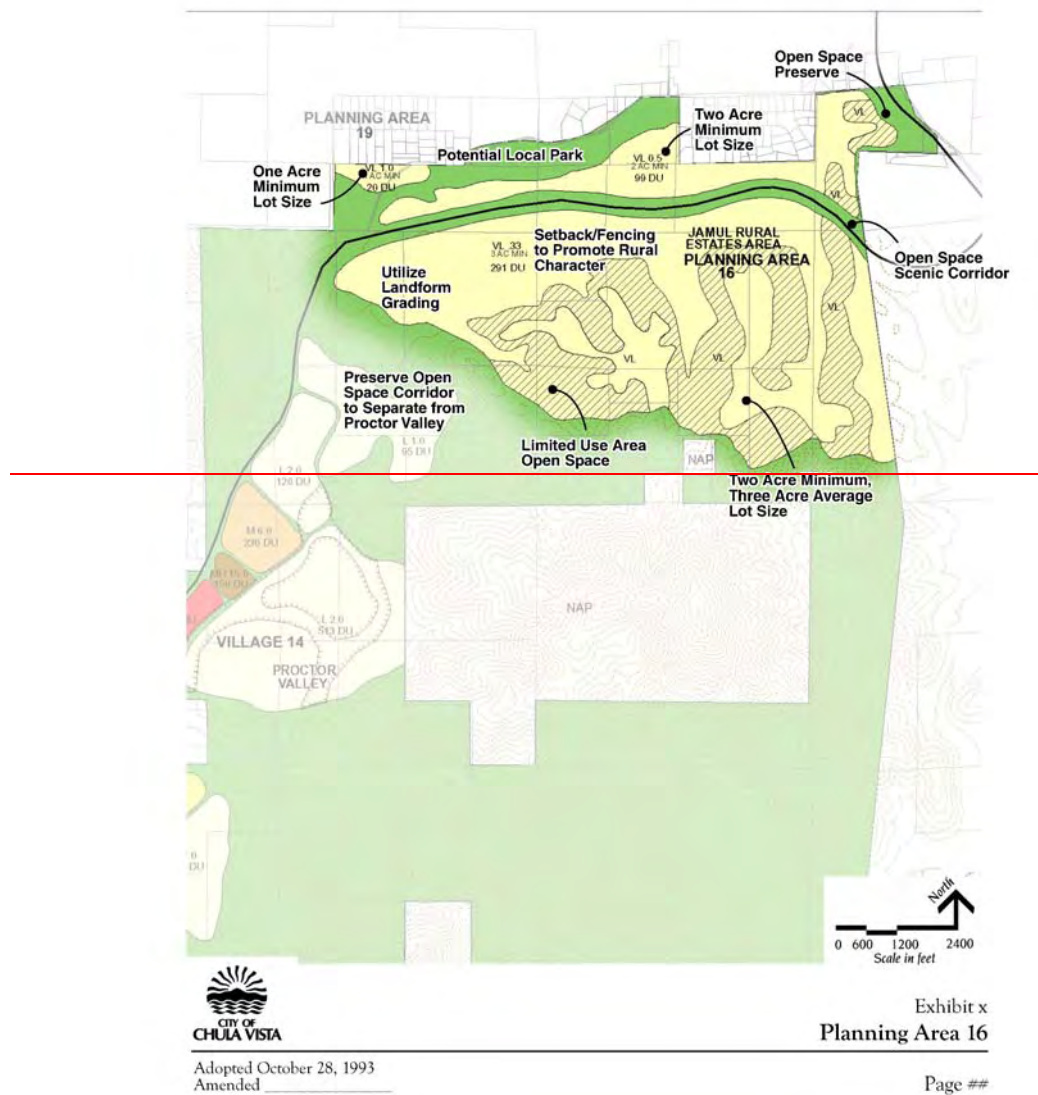 Open Space
Preserve
PLANNING AREA
19
Two Acre
Minimum
Lot Size
VL
Potential Local Park
One Acre
Minimum
Lot Size
VL 1.0
AC MIN
20 DU
VL 0.5
2 AC MIN
99 DU
VL
Setback/Fencing
to Promote Rural
Character
JAMUL RURAL
ESTATES AREA
PLANNING AREA
16
VL .33
3 AC MIN
291 DU
Open Space
Scenic Corridor
Utilize
Landform
Grading
VL
VL
VL
Preserve Open
Space Corridor
to Separate from
Proctor Valley
Limited Use Area
Open Space
L 1.0
95 DU
NAP
L 2.0
120 DU
Two Acre Minimum,
Three Acre Average
Lot Size
M 6.0
236 DU
NAP
L 2.0
513 DU
VILLAGE 14
PROCTOR
VALLEY
DU
North
0 600 1200 2400
Scale in feet
CITY OF
CHULA VISTA
Exhibit x
Planning Area 16
Adopted October 28, 1993
Amended
Page ##